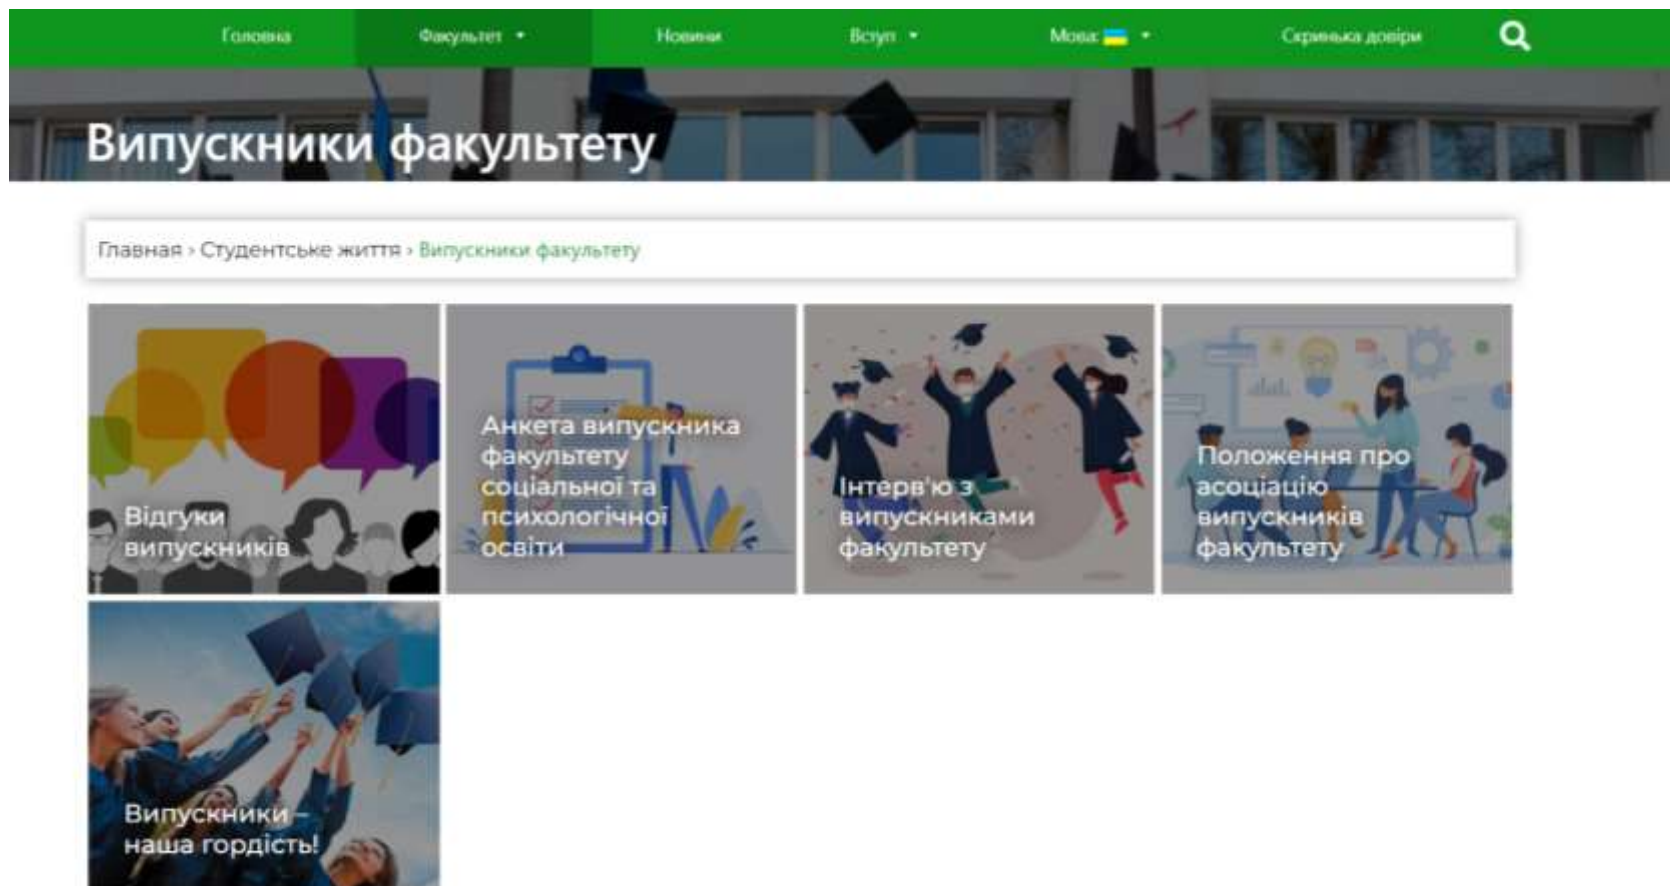 Головна Факультет Новини Вступ Мова: Скринька довіри
Випускники факультету
Главная › Студентське життя › Випускники факультету
Відгуки
випускників
Анкета випускника
факультету
соціальної та
психологічної
освіти
Інтерв'ю з
випускниками
факультету
Положення про
асоціацію
випускників
факультету
Випускники –
наша гордість!